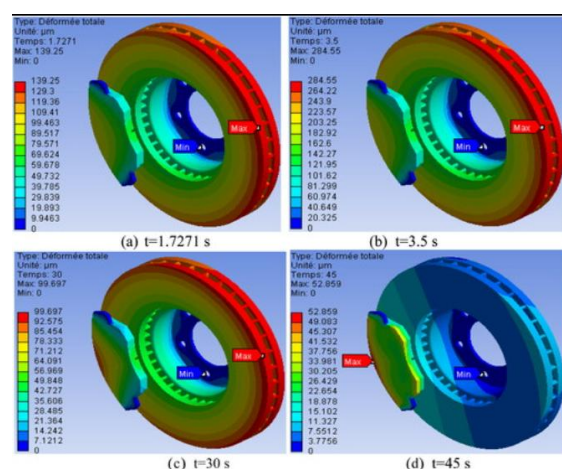 Type: Déformée totale
Unité: µm
Temps: 1.7271
Max: 139.25
Min: 0
139.25
129.3
119.36
109.41
99.463
89.517
79.571
69.624
59.678
49.732
39.785
29.839
19.893
9.9463
0
Max
Min
(a) t=1.7271 s
Type: Déformée totale
Unité: µm
Temps: 3.5
Max: 284.55
Min: 0
284.55
264.22
243.9
223.57
203.25
182.92
162.6
142.27
121.95
101.62
81.299
60.974
40.649
20.325
0
Max
Min
(b) t=3.5 s
Type: Déformée totale
Unité: µm
Temps: 30
Max: 99.697
Min: 0
99.697
92.575
85.454
78.333
71.212
64.091
56.969
49.848
42.727
35.606
28.485
21.364
14.242
7.1212
0
Max
Min
(c) t=30 s
Type: Déformée totale
Unité: µm
Temps: 45
Max: 52.859
Min: 0
52.859
49.083
45.307
41.532
37.756
33.981
30.205
26.429
22.654
18.878
15.102
11.327
7.5512
3.7756
0
Max
Min
(d) t=45 s